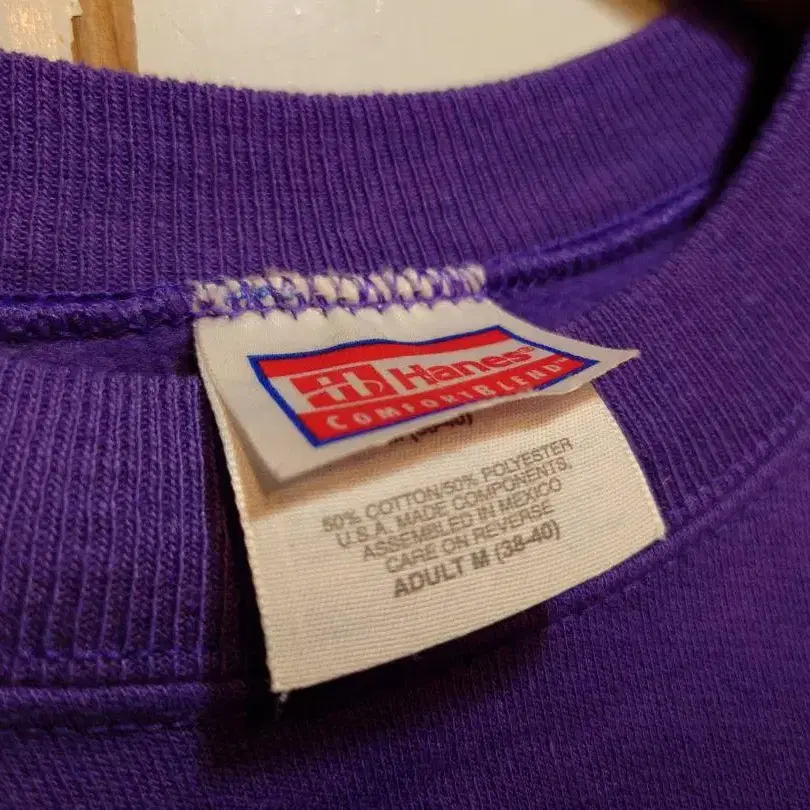 Hanes
COMFORTBLEND
50% COTTON/50% POLYESTER
U.S.A. MADE COMPONENTS,
ASSEMBLED IN MEXICO
CARE ON REVERSE
ADULT M (38-40)